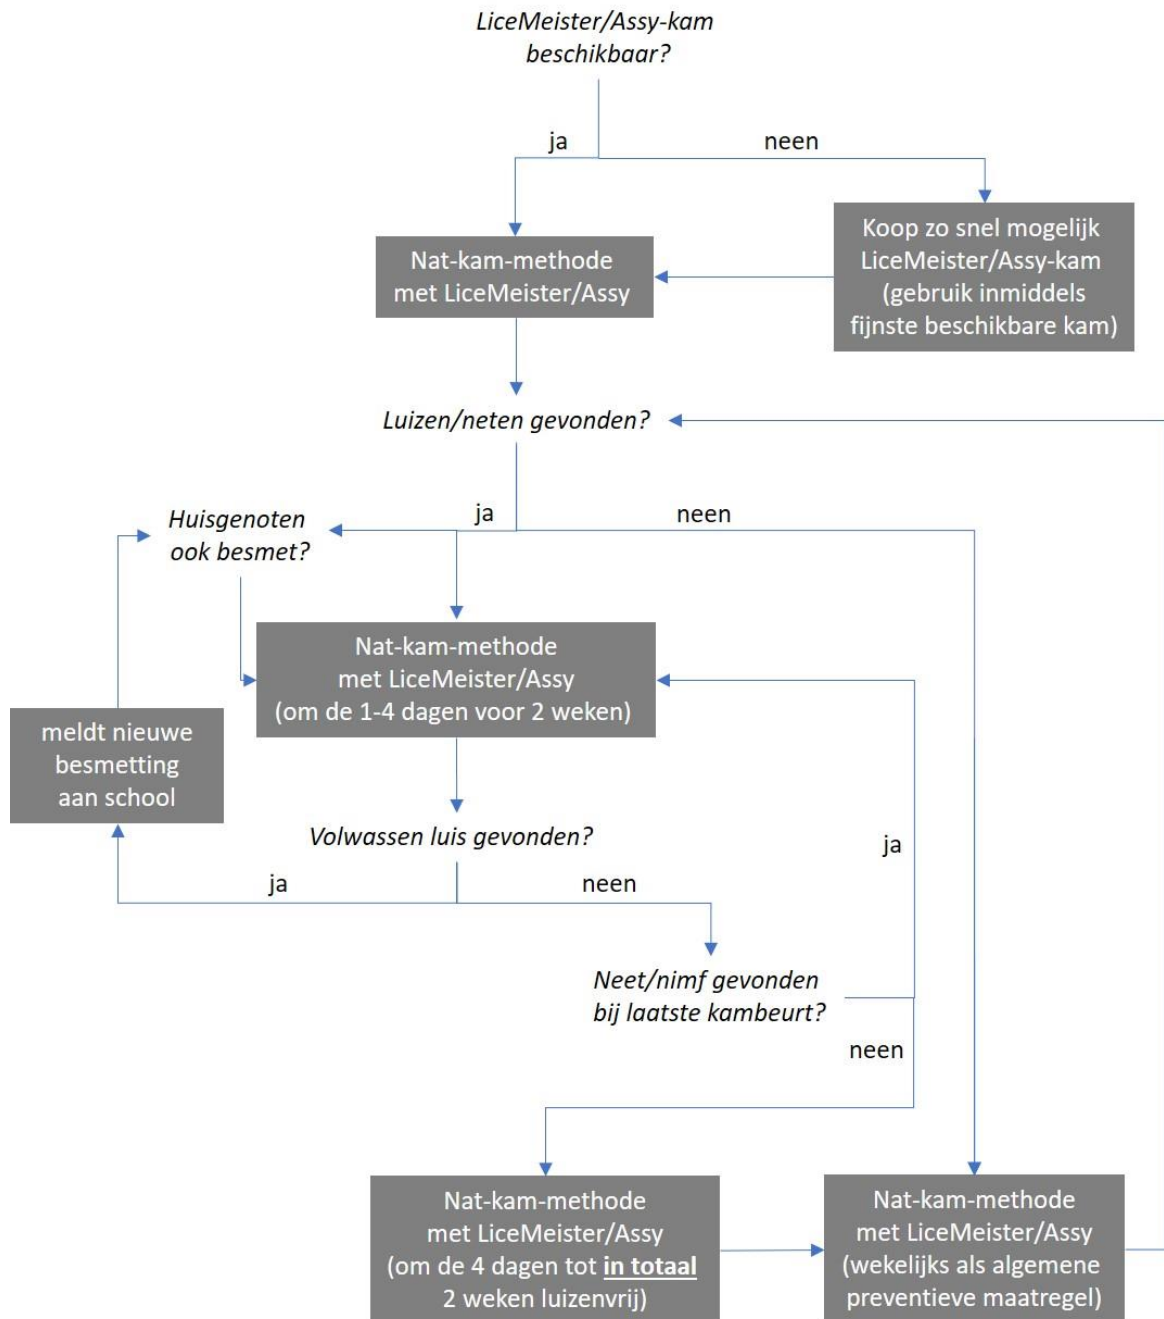 LiceMeister/Assy-kam
beschikbaar?
ja
neen
Nat-kam-methode
met LiceMeister/Assy
Koop zo snel mogelijk
LiceMeister/Assy-kam
(gebruik inmiddels
fijnste beschikbare kam)
Luizen/neten gevonden?
ja
neen
Huisgenoten
ook besmet?
Nat-kam-methode
met LiceMeister/Assy
(om de 1-4 dagen voor 2 weken)
meldt nieuwe
besmetting
aan school
Volwassen luis gevonden?
ja
neen
ja
Neet/nimf gevonden
bij laatste kambeurt?
neen
Nat-kam-methode
met LiceMeister/Assy
(om de 4 dagen tot in totaal
2 weken luizenvrij)
Nat-kam-methode
met LiceMeister/Assy
(wekelijks als algemene
preventieve maatregel)